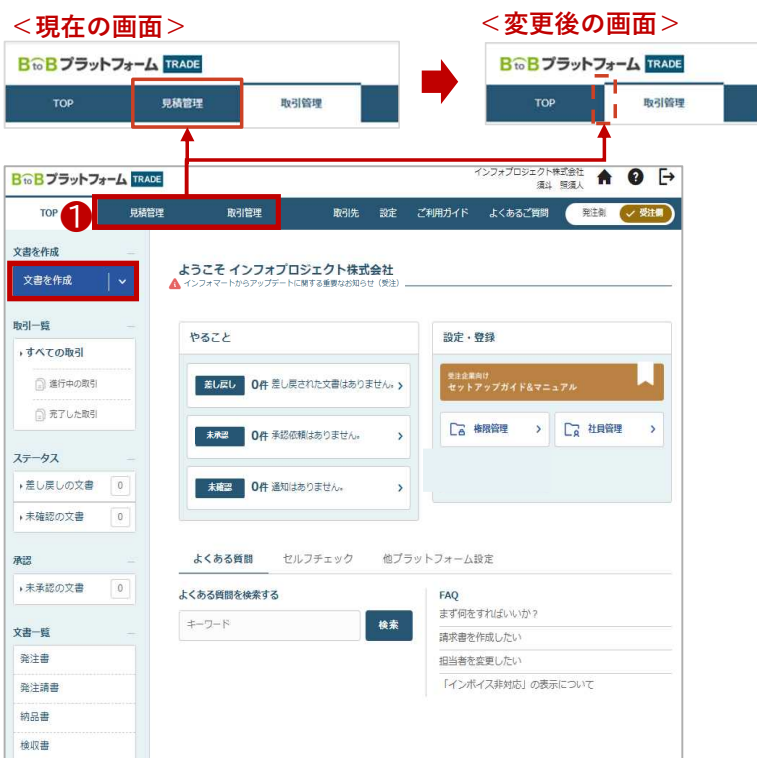 ＜現在の画面＞
＜変更後の画面＞
BtoBプラットフォーム TRADE
TOP 見積管理 取引管理
BtoBプラットフォーム TRADE
TOP 取引管理
BtoBプラットフォーム TRADE
インフォプロジェクト株式会社
❶
TOP 見積管理 取引管理 取引先 設定 ご利用ガイド よくあるご質問 発注側 受注側
文書を作成
文書を作成
取引一覧
すべての取引
進行中の取引
完了した取引
ステータス
差し戻しの文書 0
未確認の文書 0
承認
未承認の文書 0
文書一覧
発注書
発注請書
納品書
検収書
ようこそ インフォプロジェクト株式会社
インフォマートからアップデートに関する重要なお知らせ（受注）
やること
差し戻し 0件 差し戻された文書はありません。
未承認 0件 承認依頼はありません。
未確認 0件 通知はありません。
設定・登録
受注企業向け
セットアップガイド&マニュアル
権限管理 社員管理
よくある質問 セルフチェック 他プラットフォーム設定
よくある質問を検索する
キーワード 検索
FAQ
まず何をすればいいか？
請求書を作成したい
担当者を変更したい
「インボイス非対応」の表示について